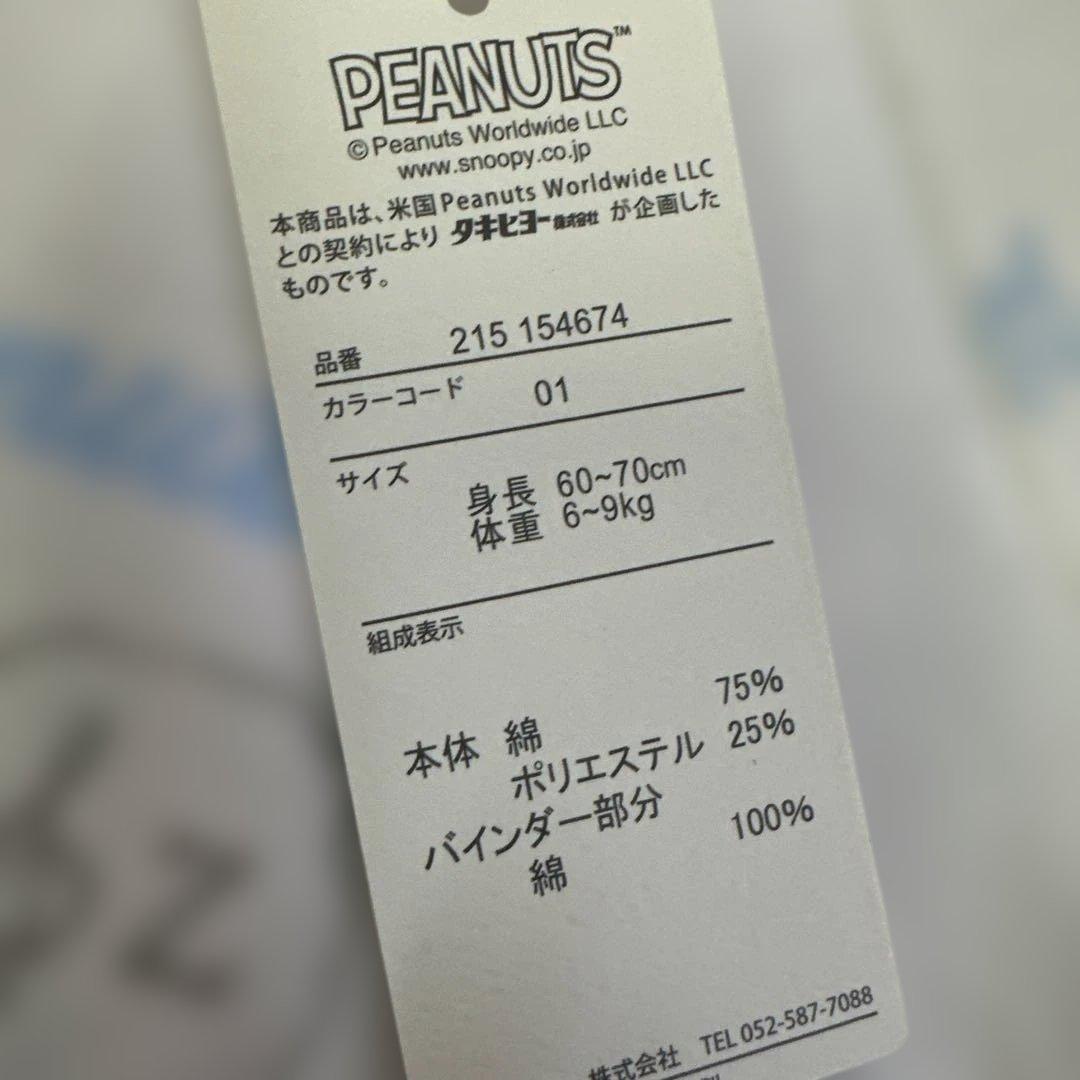 PEANUTS™
©Peanuts Worldwide LLC
www.snoopy.co.jp
本商品は、米国Peanuts Worldwide LLC
との契約により タキヒヨー株式会社 が企画した
ものです。
品番 215 154674
カラーコード 01
サイズ
身長 60~70cm
体重 6~9kg
組成表示
本体 綿 75%
ポリエステル 25%
バインダー部分
綿 100%
株式会社 TEL 052-587-7088